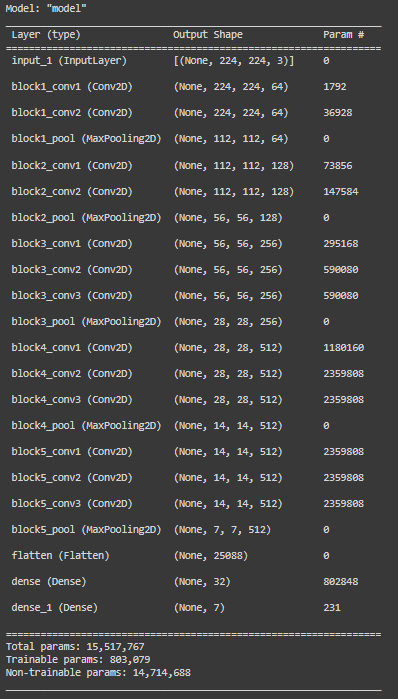 Model: "model"
Layer (type) Output Shape Param #
input_1 (InputLayer) [(None, 224, 224, 3)] 0
block1_conv1 (Conv2D) (None, 224, 224, 64) 1792
block1_conv2 (Conv2D) (None, 224, 224, 64) 36928
block1_pool (MaxPooling2D) (None, 112, 112, 64) 0
block2_conv1 (Conv2D) (None, 112, 112, 128) 73856
block2_conv2 (Conv2D) (None, 112, 112, 128) 147584
block2_pool (MaxPooling2D) (None, 56, 56, 128) 0
block3_conv1 (Conv2D) (None, 56, 56, 256) 295168
block3_conv2 (Conv2D) (None, 56, 56, 256) 590080
block3_conv3 (Conv2D) (None, 56, 56, 256) 590080
block3_pool (MaxPooling2D) (None, 28, 28, 256) 0
block4_conv1 (Conv2D) (None, 28, 28, 512) 1180160
block4_conv2 (Conv2D) (None, 28, 28, 512) 2359808
block4_conv3 (Conv2D) (None, 28, 28, 512) 2359808
block4_pool (MaxPooling2D) (None, 14, 14, 512) 0
block5_conv1 (Conv2D) (None, 14, 14, 512) 2359808
block5_conv2 (Conv2D) (None, 14, 14, 512) 2359808
block5_conv3 (Conv2D) (None, 14, 14, 512) 2359808
block5_pool (MaxPooling2D) (None, 7, 7, 512) 0
flatten (Flatten) (None, 25088) 0
dense (Dense) (None, 32) 802848
dense_1 (Dense) (None, 7) 231
Total params: 15,517,767
Trainable params: 803,079
Non-trainable params: 14,714,688